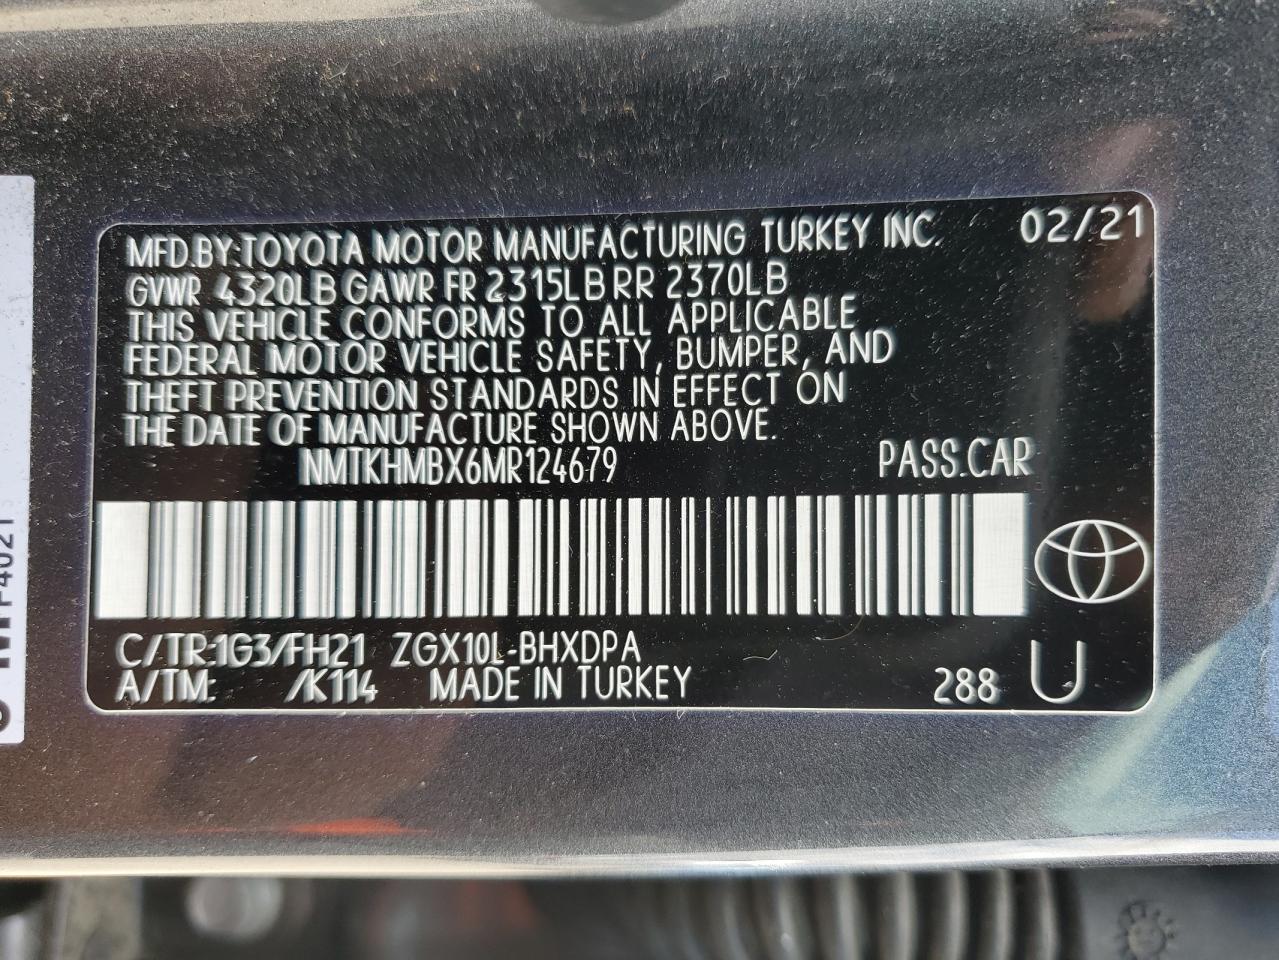 MFD.BY:TOYOTA MOTOR MANUFACTURING TURKEY INC. 02/21
GVWR 4320LB GAWR FR 2315LB RR 2370LB
THIS VEHICLE CONFORMS TO ALL APPLICABLE
FEDERAL MOTOR VEHICLE SAFETY, BUMPER, AND
THEFT PREVENTION STANDARDS IN EFFECT ON
THE DATE OF MANUFACTURE SHOWN ABOVE.
NMTKHMBX6MR124679 PASS.CAR
C/TR:1G3/FH21 ZGX10L-BHXDPA
A/TM: /K114 MADE IN TURKEY 288 U